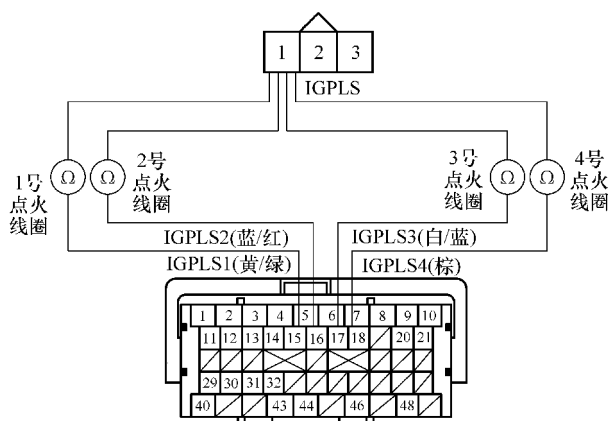 1 2 3
IGPLS
1号
点火
线圈
Ω
Ω
2号
点火
线圈
3号
点火
线圈
Ω
Ω
4号
点火
线圈
IGPLS2(蓝/红)
IGPLS1(黄/绿)
IGPLS3(白/蓝)
IGPLS4(棕)
1 2 3 4 5 6 7 8 9 10
11 12 13 14 15 16 17 18 20 21
29 30 31 32
40 43 44 46 48